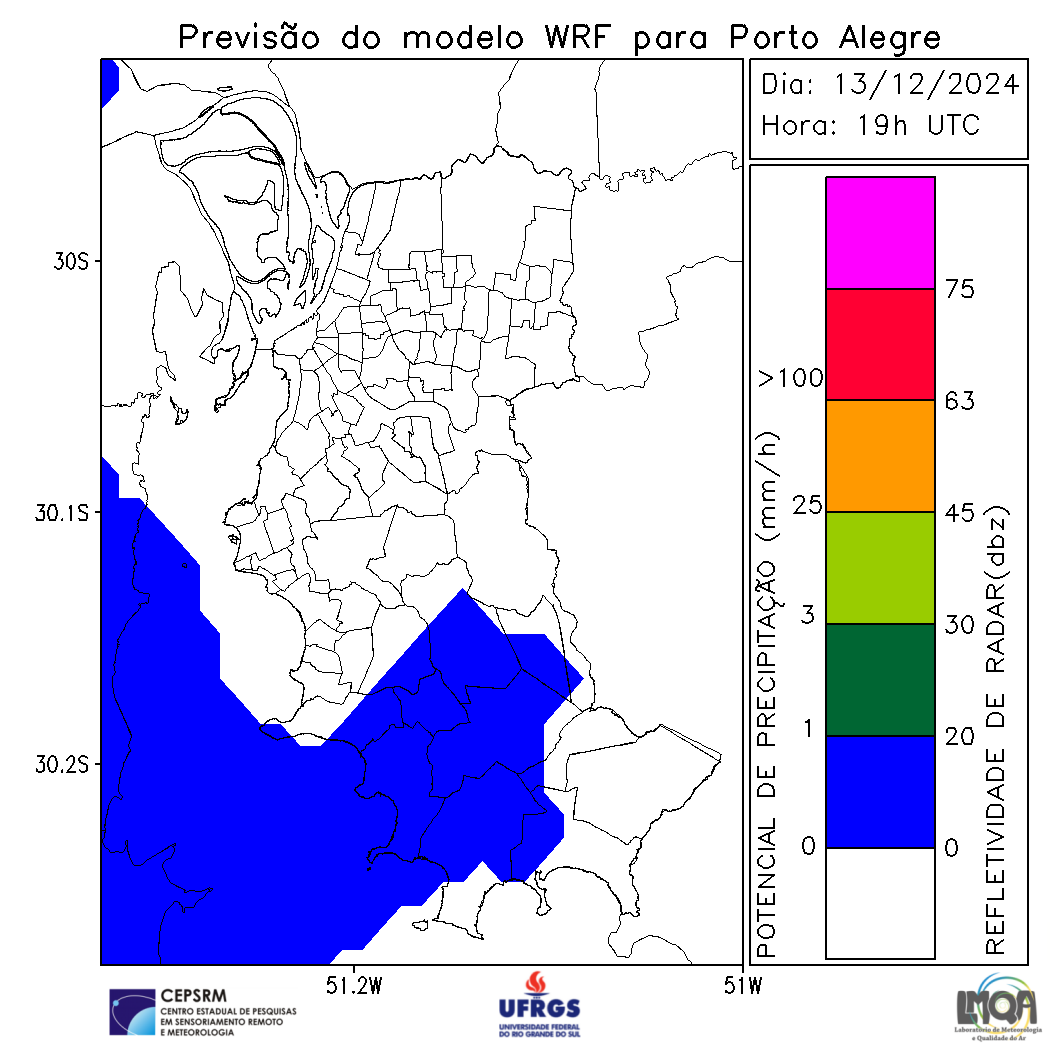 Previsão do modelo WRF para Porto Alegre
Dia: 13/12/2024
Hora: 19h UTC
30S
30.1S
30.2S
51.2W
51W
POTENCIAL DE PRECIPITAÇÃO (mm/h)
>100
25
3
1
0
75
63
45
30
20
0
REFLETIVIDADE DE RADAR(dbz)
CEPSRM
CENTRO ESTADUAL DE PESQUISAS
EM SENSORIAMENTO REMOTO
E METEOROLOGIA
UFRGS
UNIVERSIDADE FEDERAL
DO RIO GRANDE DO SUL
LMQA
Laboratório de Meteorologia
e Qualidade do Ar